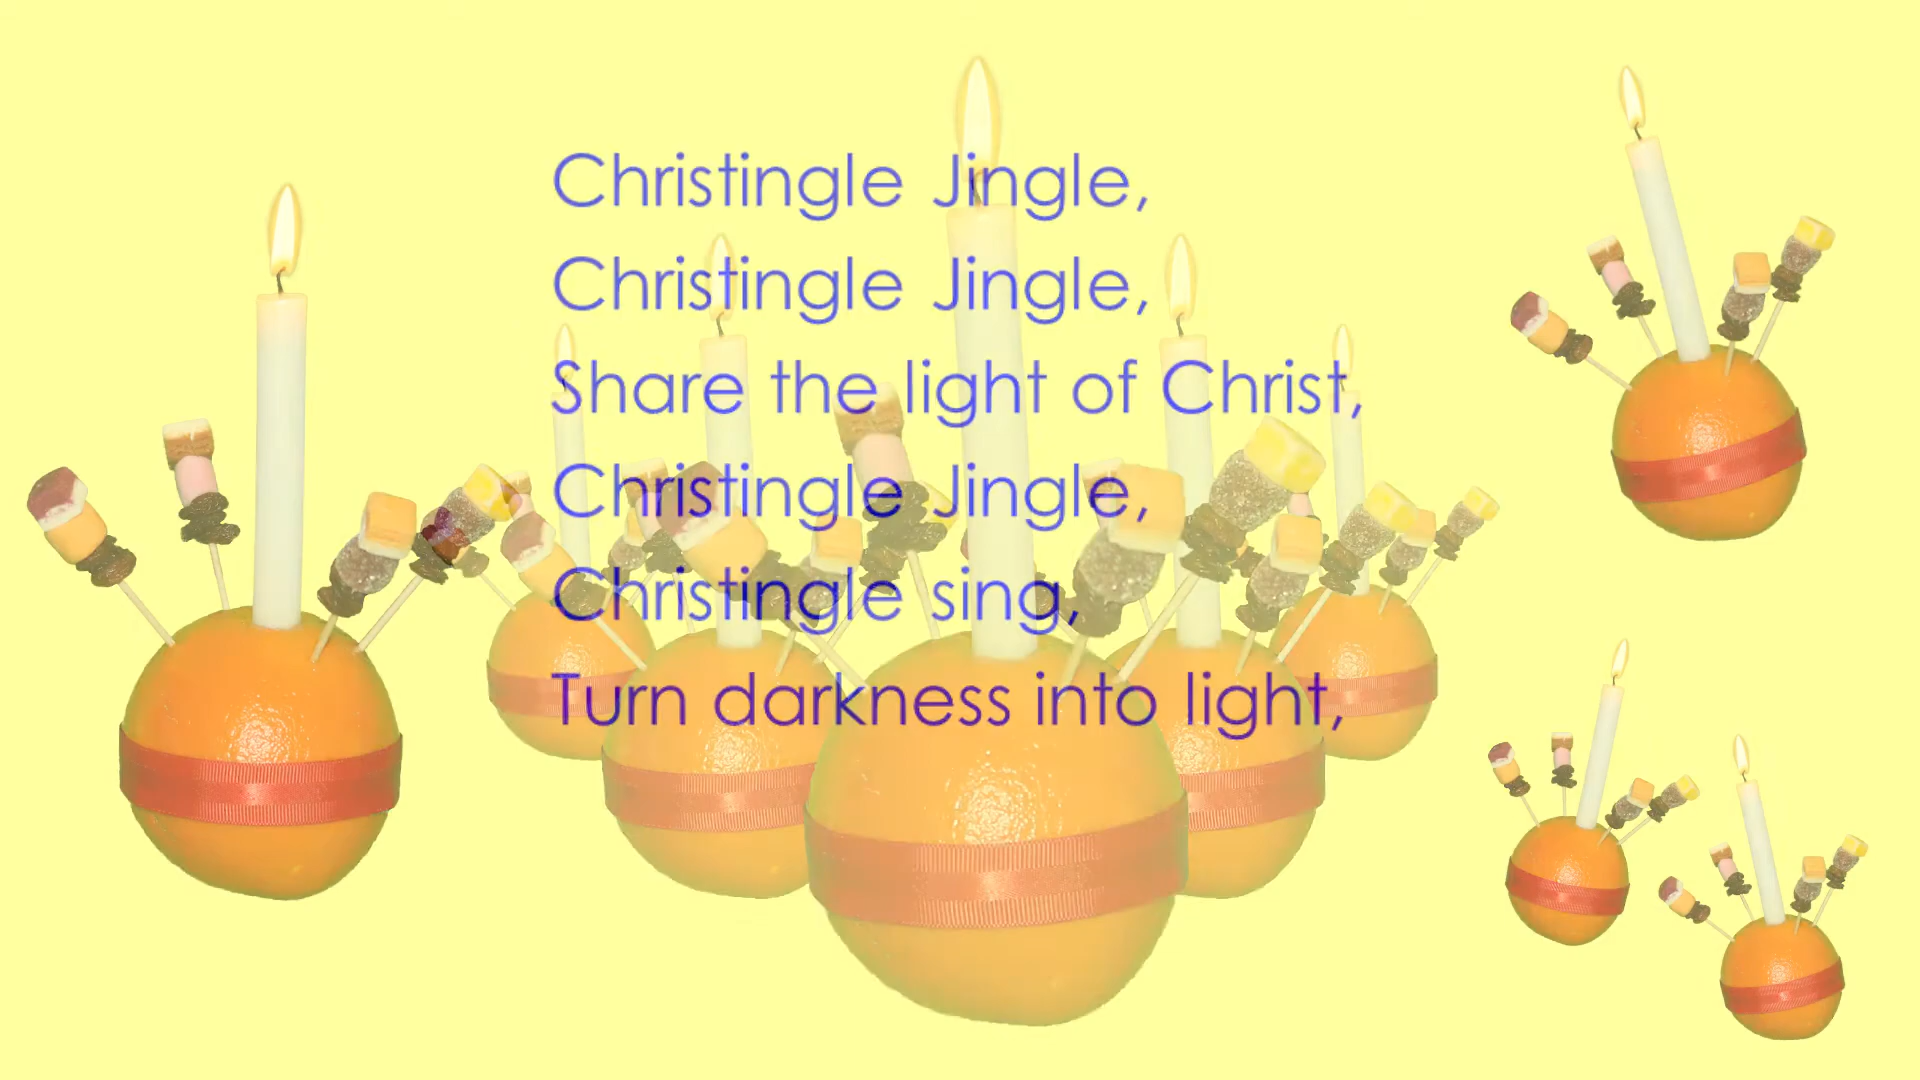 Christingle Jingle,
Christingle Jingle,
Share the light of Christ,
Christingle Jingle,
Christingle sing,
Turn darkness into light,